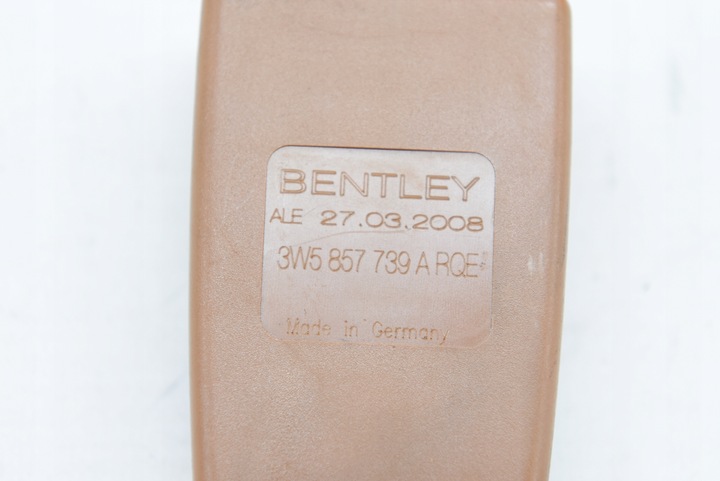 BENTLEY
ALE 27.03.2008
3W5 857 739 A RQE
Made in Germany